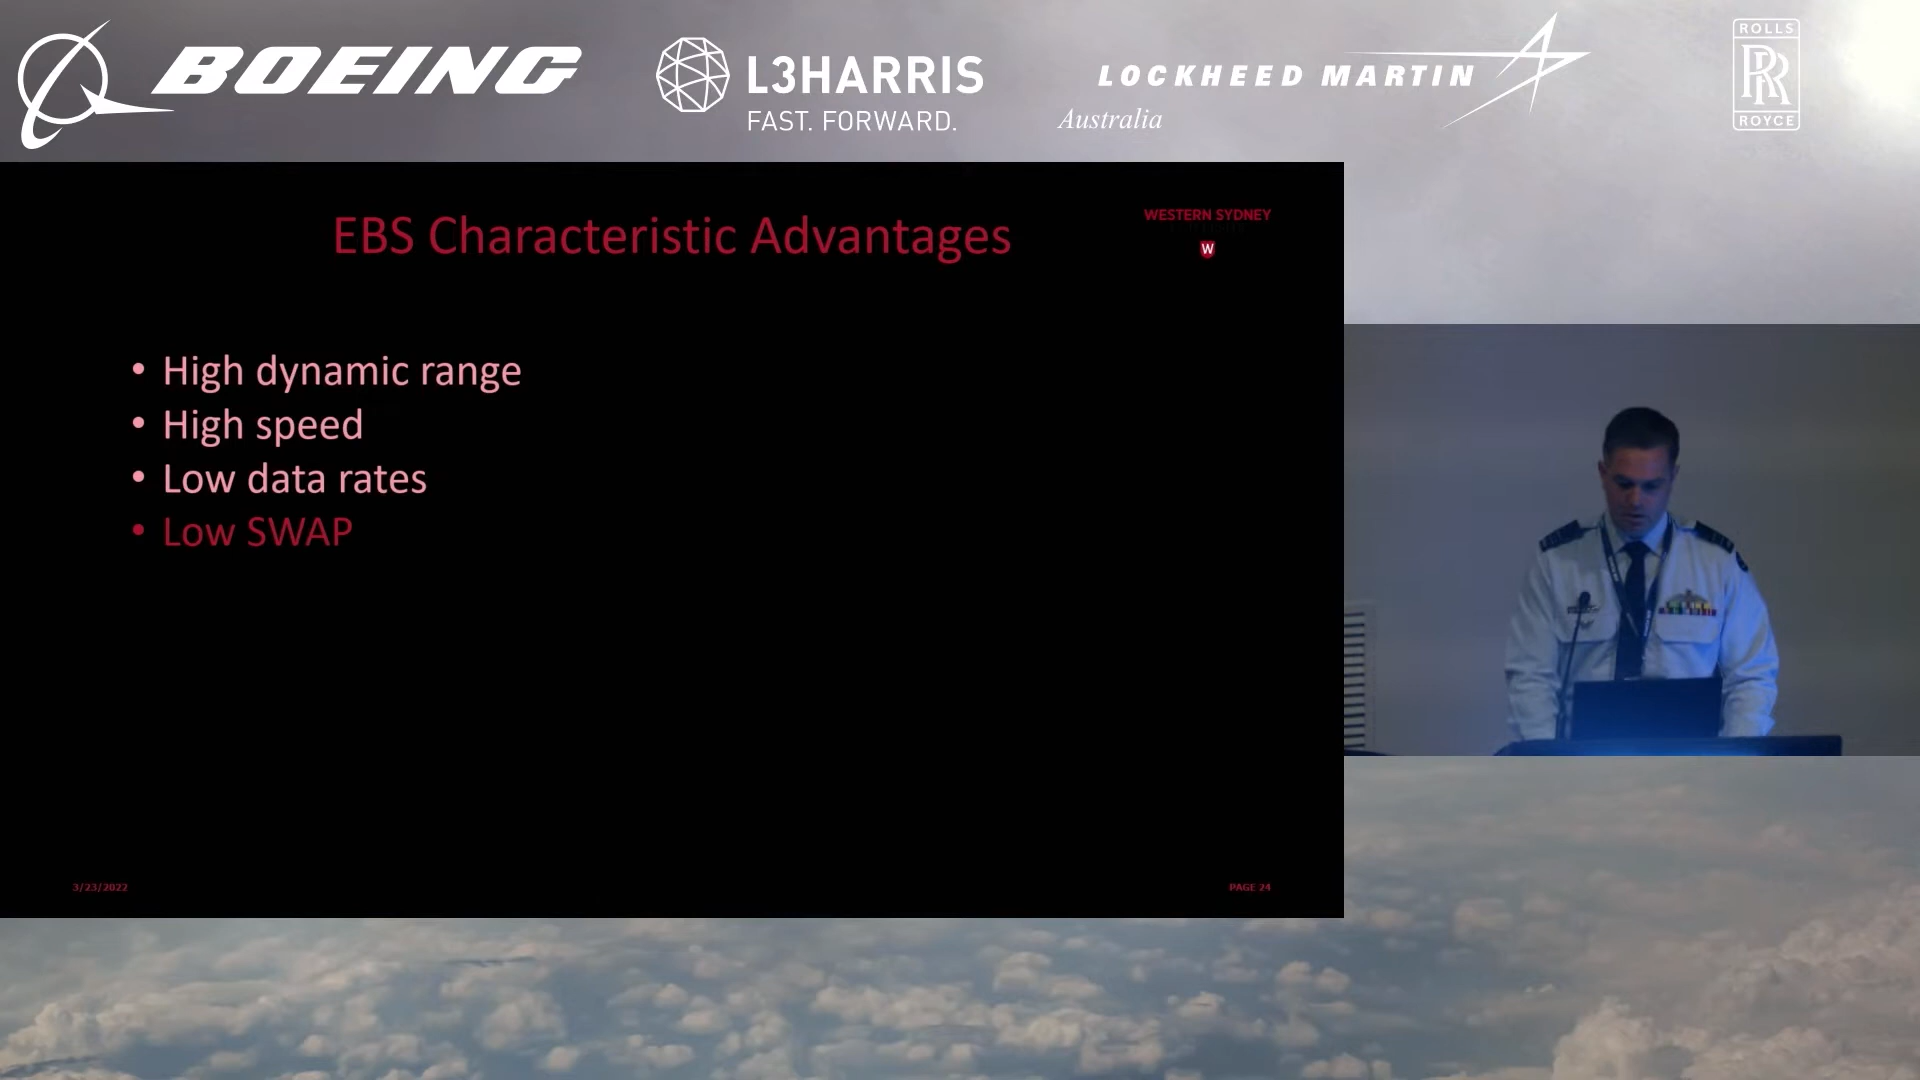 BOEING
L3HARRIS
FAST. FORWARD.
LOCKHEED MARTIN
Australia
ROLLS
RR
ROYCE
EBS Characteristic Advantages
WESTERN SYDNEY
W
• High dynamic range
• High speed
• Low data rates
• Low SWAP
3/23/2022
PAGE 24